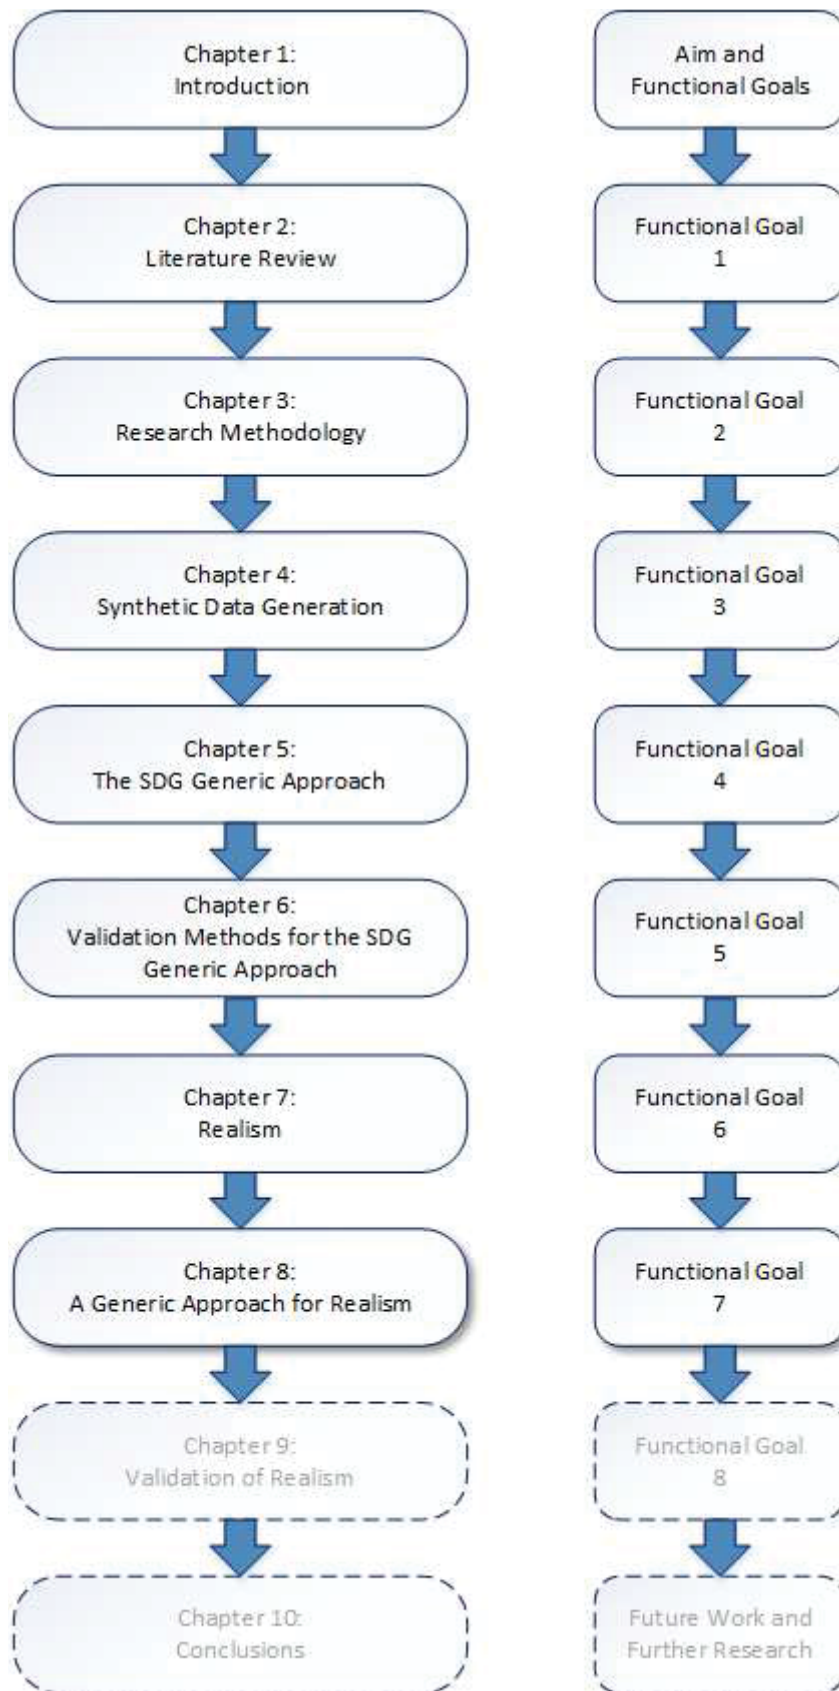 Chapter 1:
Introduction
Aim and
Functional Goals
Chapter 2:
Literature Review
Functional Goal
1
Chapter 3:
Research Methodology
Functional Goal
2
Chapter 4:
Synthetic Data Generation
Functional Goal
3
Chapter 5:
The SDG Generic Approach
Functional Goal
4
Chapter 6:
Validation Methods for the SDG
Generic Approach
Functional Goal
5
Chapter 7:
Realism
Functional Goal
6
Chapter 8:
A Generic Approach for Realism
Functional Goal
7
Chapter 9:
Validation of Realism
Functional Goal
8
Chapter 10:
Conclusions
Future Work and
Further Research